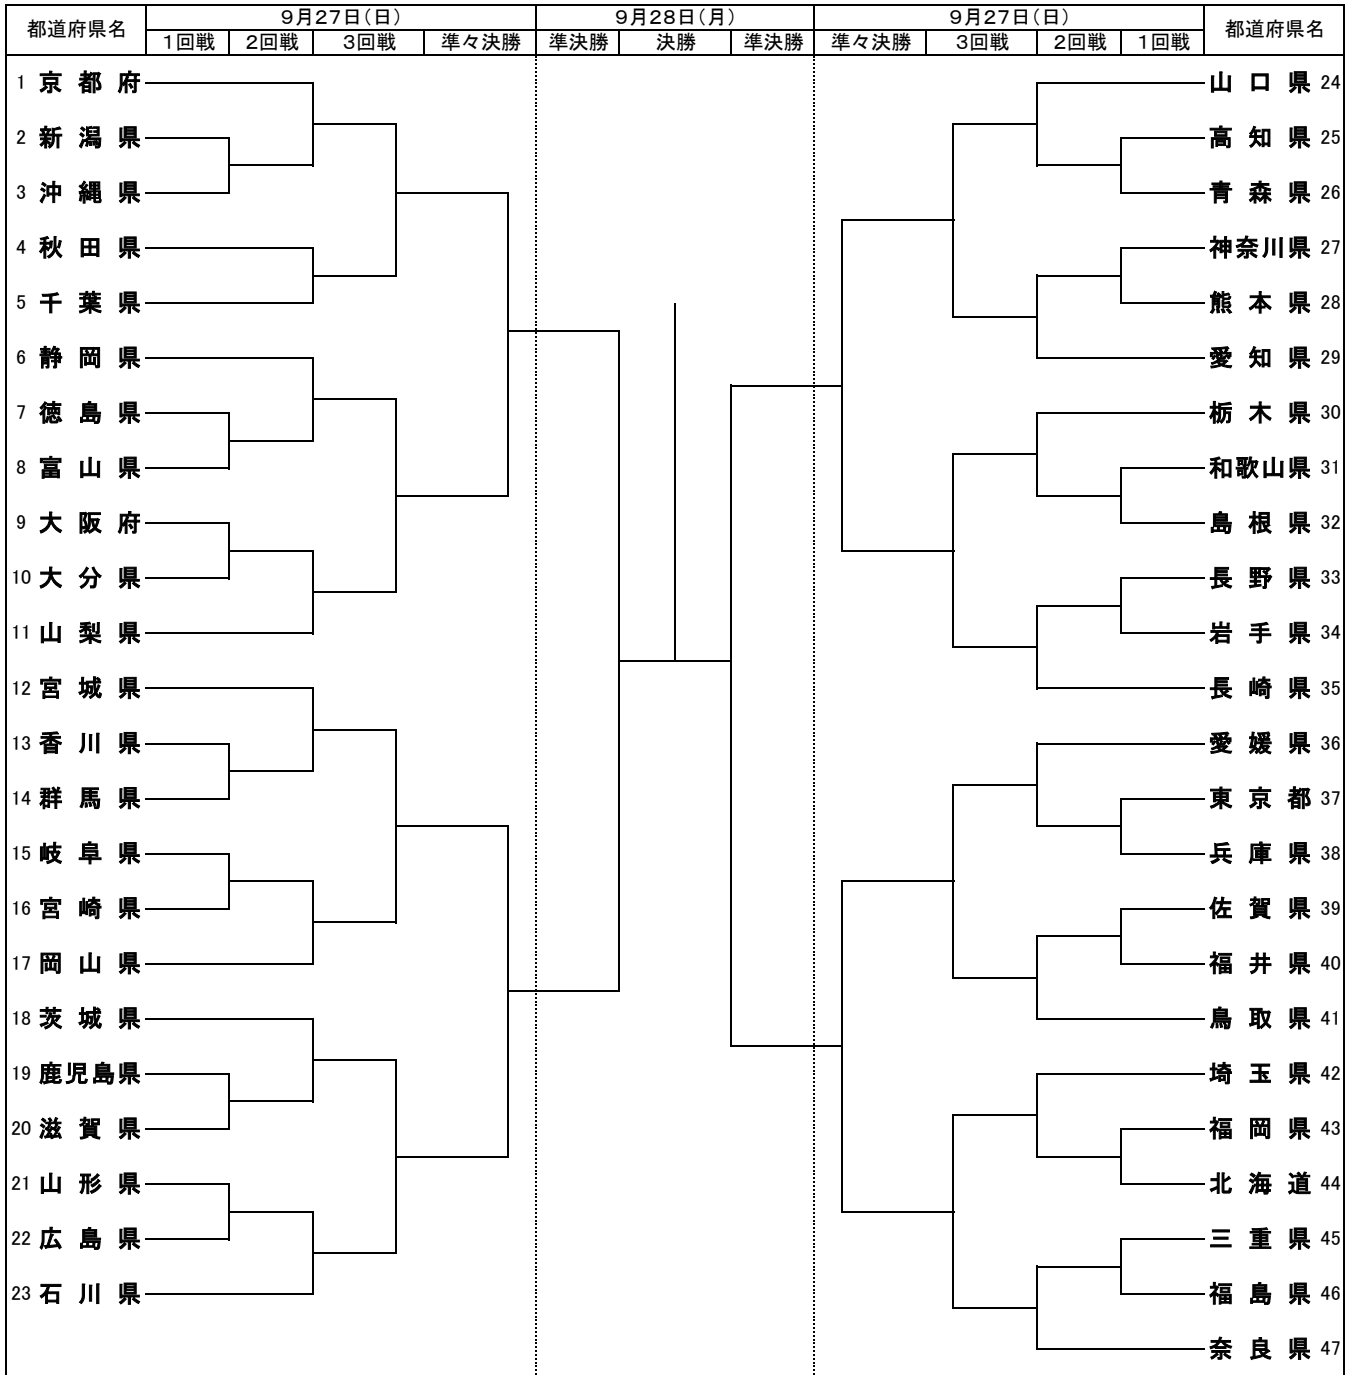 都道府県名 9月27日(日) 9月28日(月) 9月27日(日) 都道府県名
1回戦 2回戦 3回戦 準々決勝 準決勝 決勝 準決勝 準々決勝 3回戦 2回戦 1回戦
1 京都府 山口県 24
2 新潟県 高知県 25
3 沖縄県 青森県 26
4 秋田県 神奈川県 27
5 千葉県 熊本県 28
6 静岡県 愛知県 29
7 徳島県 栃木県 30
8 富山県 和歌山県 31
9 大阪府 島根県 32
10 大分県 長野県 33
11 山梨県 岩手県 34
12 宮城県 長崎県 35
13 香川県 愛媛県 36
14 群馬県 東京都 37
15 岐阜県 兵庫県 38
16 宮崎県 佐賀県 39
17 岡山県 福井県 40
18 茨城県 鳥取県 41
19 鹿児島県 埼玉県 42
20 滋賀県 福岡県 43
21 山形県 北海道 44
22 広島県 三重県 45
23 石川県 福島県 46
奈良県 47